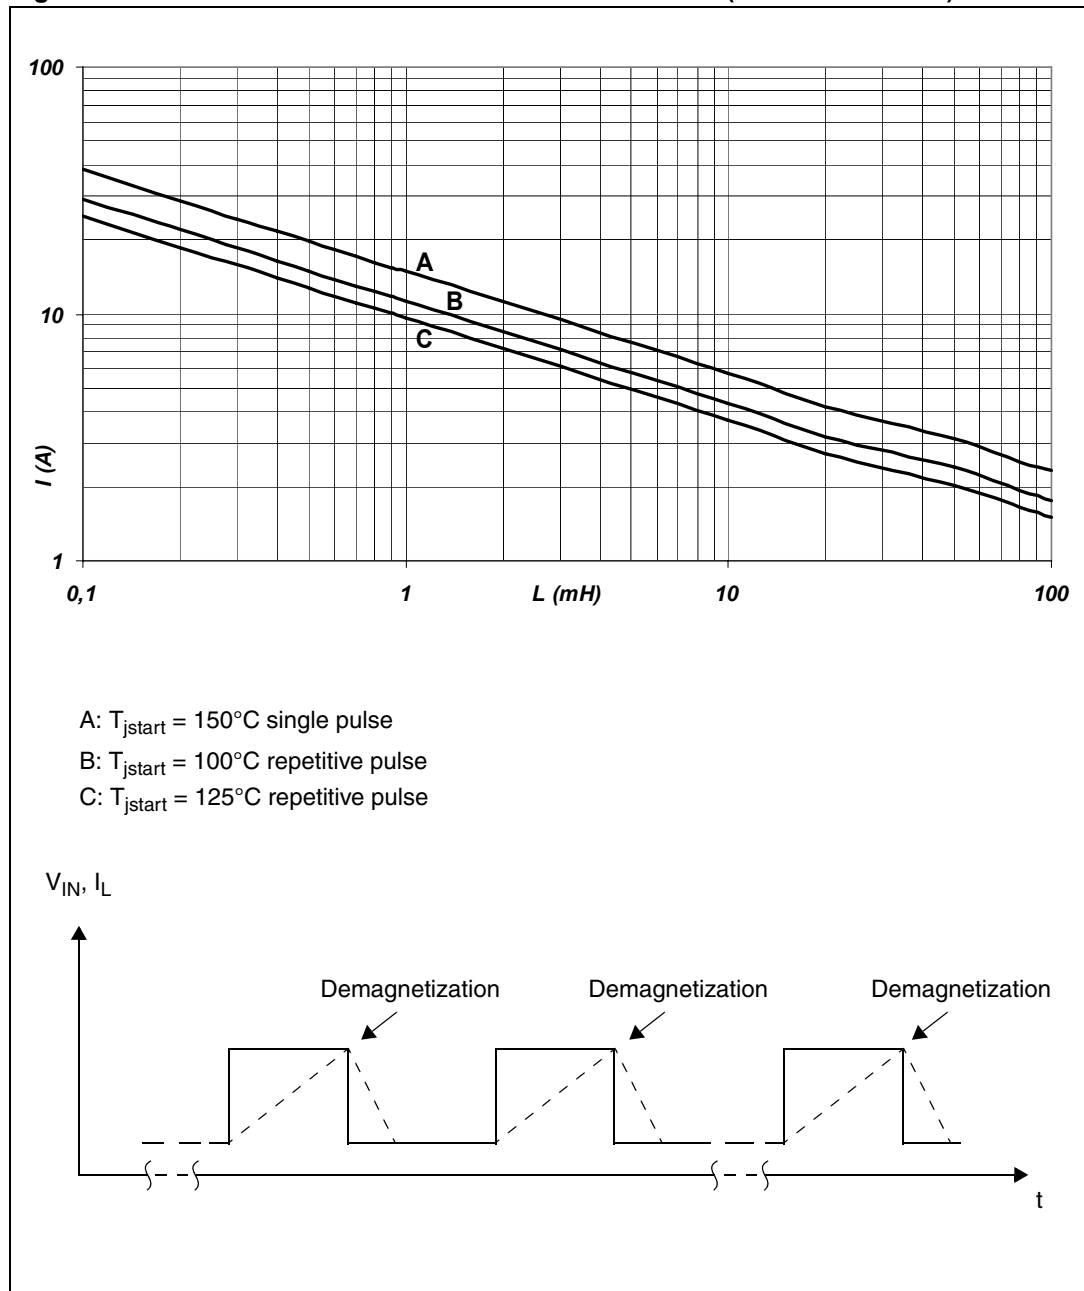 100
A
B
10
C
I (A)
1
0,1 1 L (mH) 10 100
A: Tjstart = 150°C single pulse
B: Tjstart = 100°C repetitive pulse
C: Tjstart = 125°C repetitive pulse
VIN, IL
Demagnetization Demagnetization Demagnetization
t